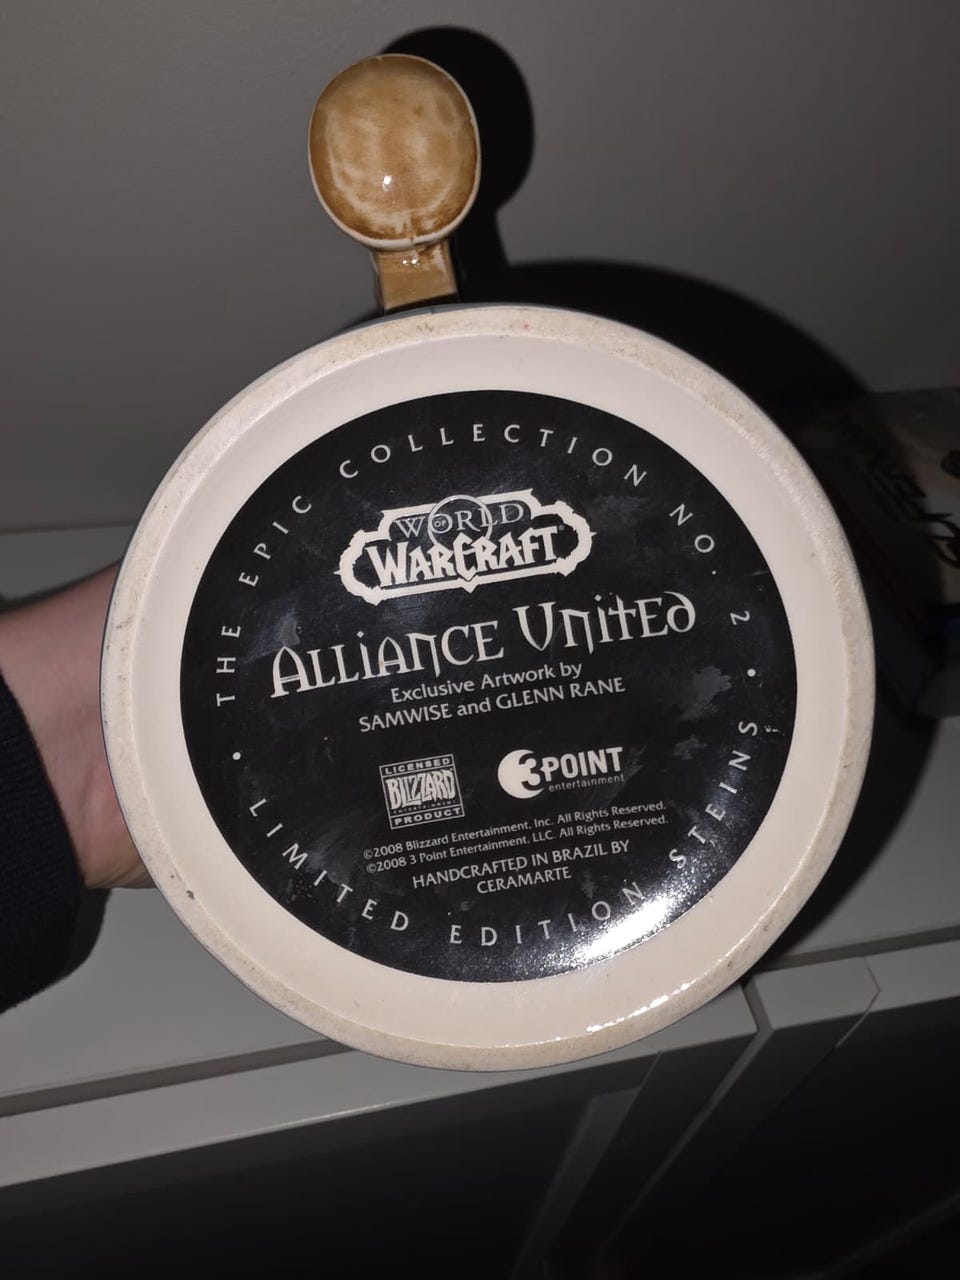 THE EPIC COLLECTION NO. 2
WORLD
OF
WARCRAFT
ALLIANCE UNITED
Exclusive Artwork by
SAMWISE and GLENN RANE
LICENSED
BLIZZARD
ENTERTAINMENT
PRODUCT
3POINT
entertainment
©2008 Blizzard Entertainment, Inc. All Rights Reserved.
©2008 3 Point Entertainment, LLC. All Rights Reserved.
HANDCRAFTED IN BRAZIL BY
CERAMARTE
• LIMITED EDITION STEINS •